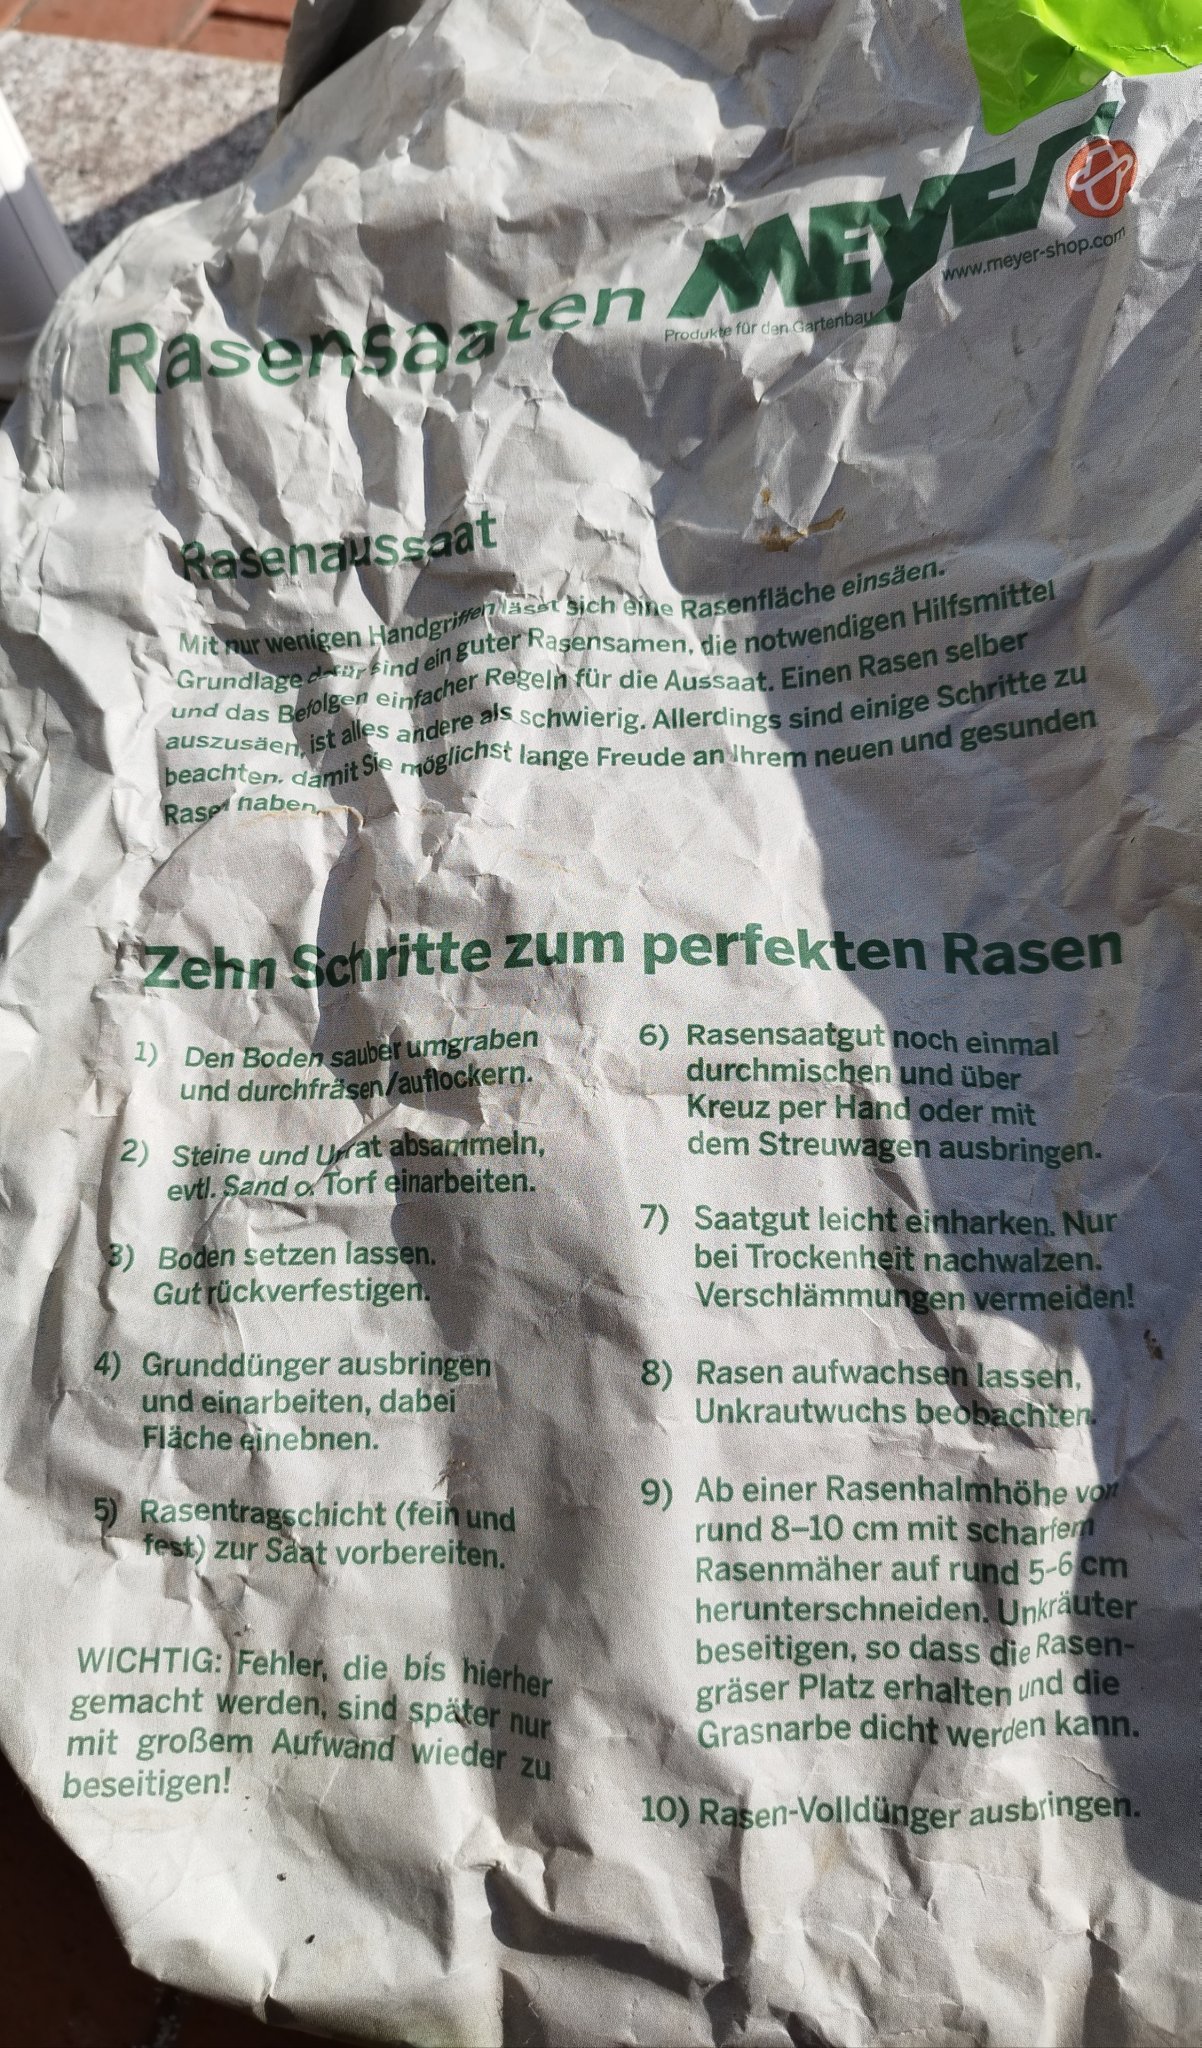 MEYER
www.meyer-shop.com
Rasensaaten
Produkte für den Gartenbau
Rasenaussaat
Mit nur wenigen Handgriffen lässt sich eine Rasenfläche einsäen.
Grundlage dafür sind ein guter Rasensamen, die notwendigen Hilfsmittel
und das Befolgen einfacher Regeln für die Aussaat. Einen Rasen selber
auszusäen, ist alles andere als schwierig. Allerdings sind einige Schritte zu
beachten, damit Sie möglichst lange Freude an Ihrem neuen und gesunden
Rasen haben.
Zehn Schritte zum perfekten Rasen
1) Den Boden sauber umgraben
und durchfräsen/auflockern.
2) Steine und Unrat absammeln,
evtl. Sand o. Torf einarbeiten.
3) Boden setzen lassen.
Gut rückverfestigen.
4) Grunddünger ausbringen
und einarbeiten, dabei
Fläche einebnen.
5) Rasentragschicht (fein und
fest) zur Saat vorbereiten.
WICHTIG: Fehler, die bis hierher
gemacht werden, sind später nur
mit großem Aufwand wieder zu
beseitigen!
6) Rasensaatgut noch einmal
durchmischen und über
Kreuz per Hand oder mit
dem Streuwagen ausbringen.
7) Saatgut leicht einharken. Nur
bei Trockenheit nachwalzen.
Verschlämmungen vermeiden!
8) Rasen aufwachsen lassen,
Unkrautwuchs beobachten.
9) Ab einer Rasenhalmhöhe von
rund 8–10 cm mit scharfem
Rasenmäher auf rund 5-6 cm
herunterschneiden. Unkräuter
beseitigen, so dass die Rasen-
gräser Platz erhalten und die
Grasnarbe dicht werden kann.
10) Rasen-Volldünger ausbringen.